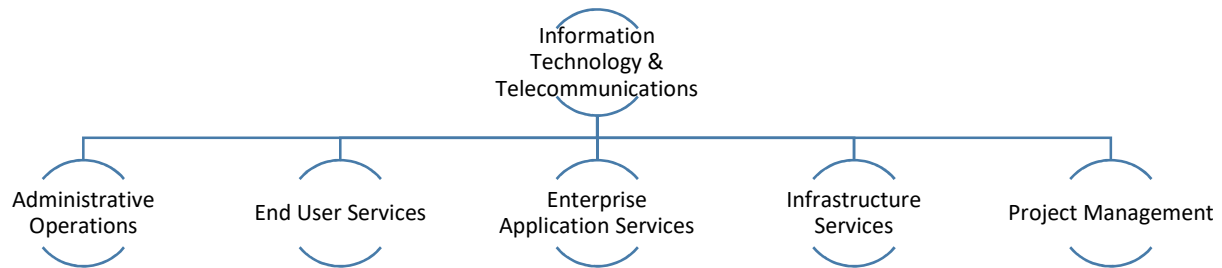 Information
Technology &
Telecommunications
Administrative
Operations
End User Services
Enterprise
Application Services
Infrastructure
Services
Project Management